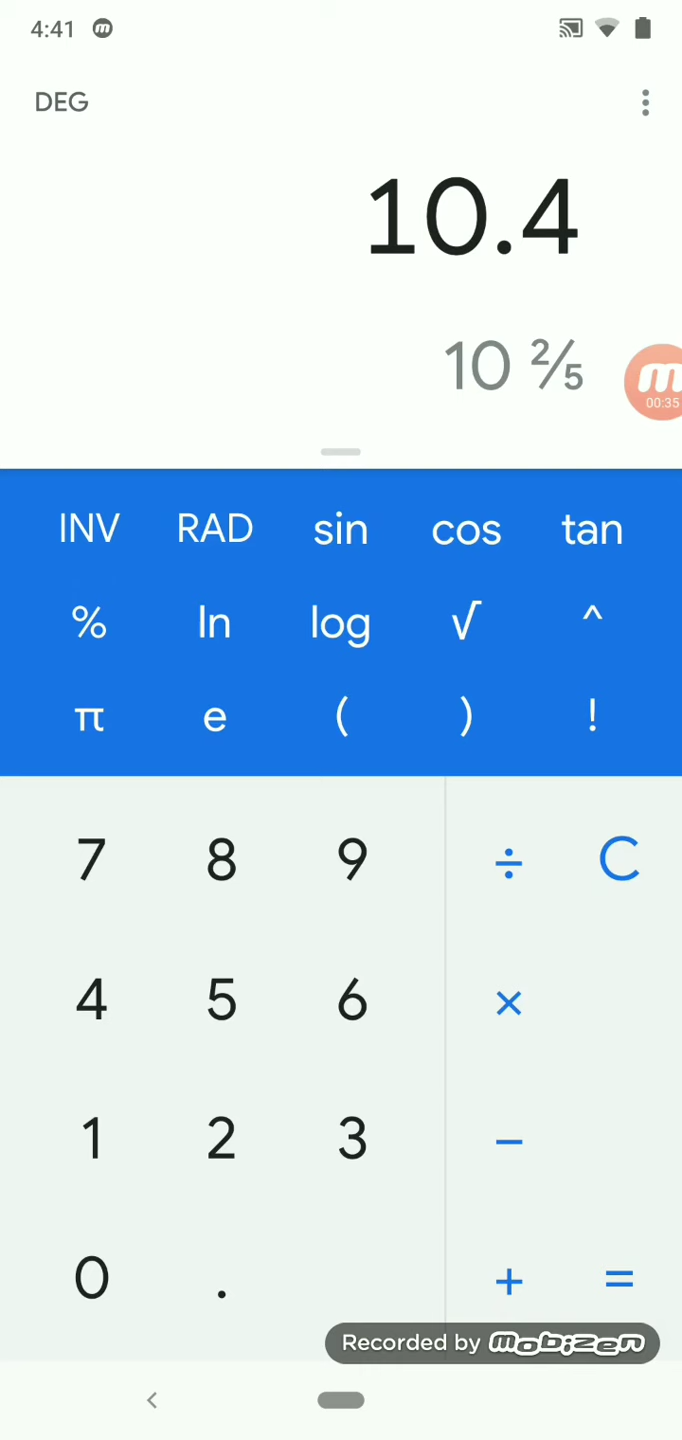 4:41 m
DEG
10.4
10 ⅖
m
00:35
INV RAD sin cos tan
% ln log √ ^
π e ( ) !
7 8 9 ÷ C
4 5 6 ×
1 2 3 −
0 . + =
Recorded by mobizen